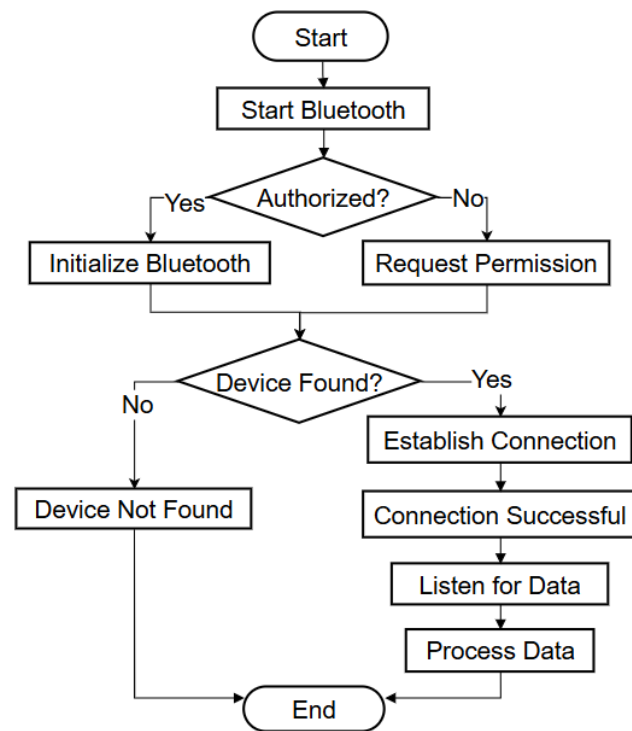 Start
Start Bluetooth
Authorized?
Yes
No
Initialize Bluetooth
Request Permission
Device Found?
No
Yes
Establish Connection
Device Not Found
Connection Successful
Listen for Data
Process Data
End